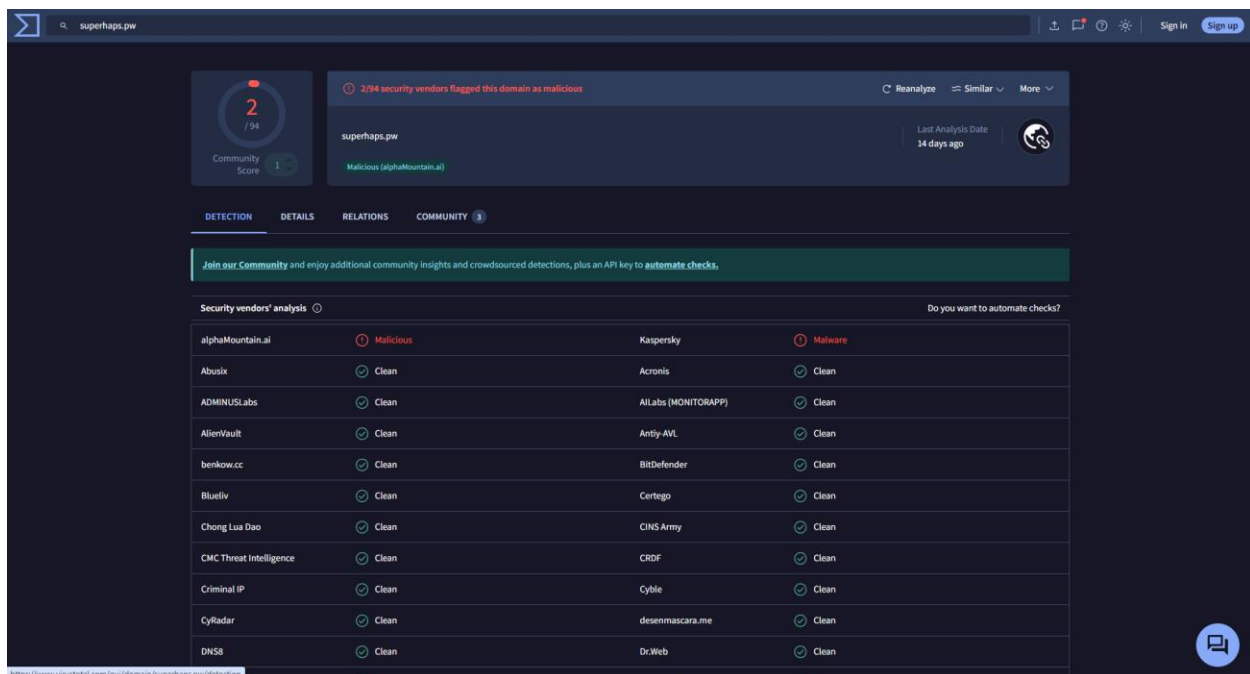 superhaps.pw
Sign in
Sign up
2
/ 94
Community Score
1
2/94 security vendors flagged this domain as malicious
Reanalyze
Similar
More
superhaps.pw
Malicious (alphaMountain.ai)
Last Analysis Date
14 days ago
DETECTION DETAILS RELATIONS COMMUNITY 3
Join our Community and enjoy additional community insights and crowdsourced detections, plus an API key to automate checks.
Security vendors' analysis Do you want to automate checks?
alphaMountain.ai Malicious Kaspersky Malware
Abusix Clean Acronis Clean
ADMINUSLabs Clean AILabs (MONITORAPP) Clean
AlienVault Clean Antiy-AVL Clean
benkow.cc Clean BitDefender Clean
Blueliv Clean Certego Clean
Chong Lua Dao Clean CINS Army Clean
CMC Threat Intelligence Clean CRDF Clean
Criminal IP Clean Cyble Clean
CyRadar Clean desenmascara.me Clean
DNS8 Clean Dr.Web Clean